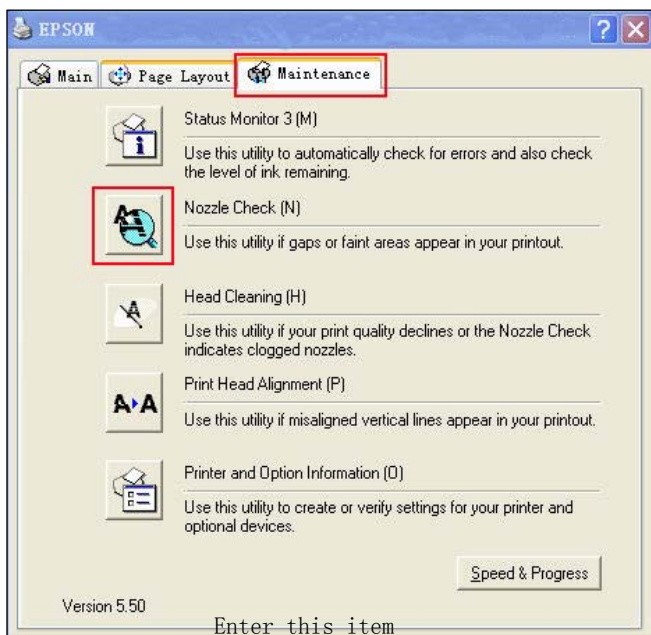 EPSON
Main Page Layout Maintenance
Status Monitor 3 (M)
Use this utility to automatically check for errors and also check
the level of ink remaining.
Nozzle Check (N)
Use this utility if gaps or faint areas appear in your printout.
Head Cleaning (H)
Use this utility if your print quality declines or the Nozzle Check
indicates clogged nozzles.
Print Head Alignment (P)
Use this utility if misaligned vertical lines appear in your printout.
Printer and Option Information (O)
Use this utility to create or verify settings for your printer and
optional devices.
Speed & Progress
Version 5.50
Enter this item